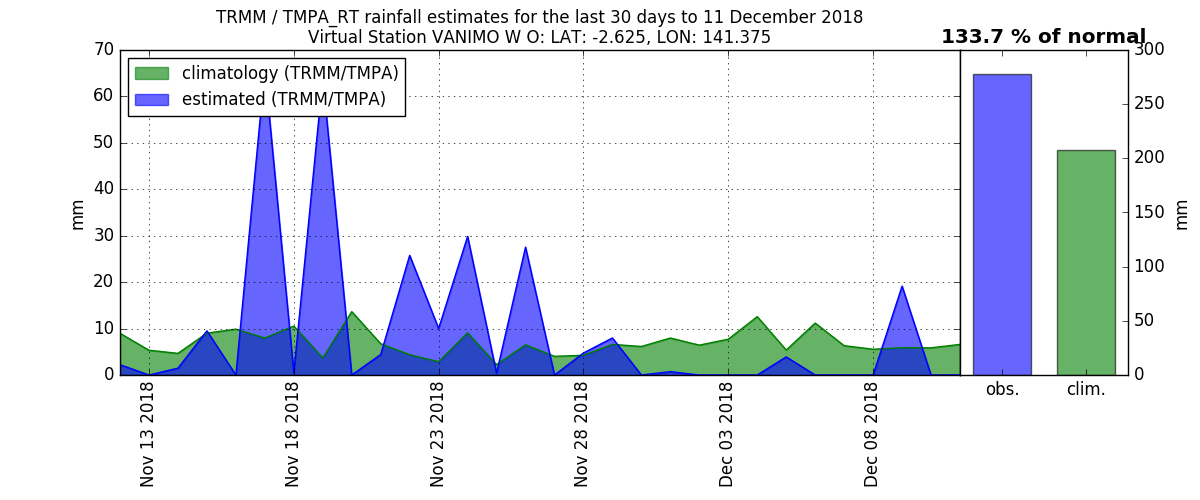 TRMM / TMPA_RT rainfall estimates for the last 30 days to 11 December 2018
Virtual Station VANIMO W O: LAT: -2.625, LON: 141.375
133.7 % of normal
climatology (TRMM/TMPA)
estimated (TRMM/TMPA)
70
60
50
40
30
20
10
0
mm
Nov 13 2018
Nov 18 2018
Nov 23 2018
Nov 28 2018
Dec 03 2018
Dec 08 2018
300
250
200
150
100
50
0
mm
obs.
clim.